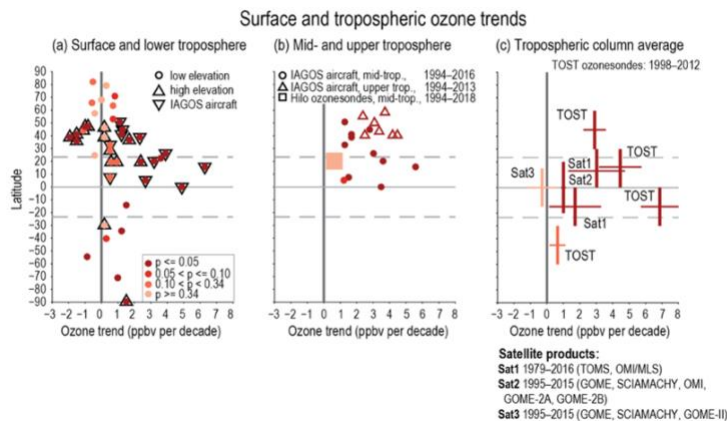 Surface and tropospheric ozone trends
(a) Surface and lower troposphere
(b) Mid- and upper troposphere
(c) Tropospheric column average
low elevation
high elevation
IAGOS aircraft
IAGOS aircraft, mid-trop., 1994–2016
IAGOS aircraft, upper trop., 1994–2013
Hilo ozonesondes, mid-trop., 1994–2018
TOST ozonesondes: 1998–2012
90
80
70
60
50
40
30
20
10
0
−10
−20
−30
−40
−50
−60
−70
−80
−90
Latitude
p <= 0.05
0.05 < p <= 0.10
0.10 < p < 0.34
p >= 0.34
TOST
TOST
Sat1
Sat3
Sat2
TOST
Sat1
TOST
−3 −2 −1 0 1 2 3 4 5 6 7 8
−3 −2 −1 0 1 2 3 4 5 6 7 8
−3 −2 −1 0 1 2 3 4 5 6 7 8
Ozone trend (ppbv per decade)
Ozone trend (ppbv per decade)
Ozone trend (ppbv per decade)
Satellite products:
Sat1 1979–2016 (TOMS, OMI/MLS)
Sat2 1995–2015 (GOME, SCIAMACHY, OMI,
GOME-2A, GOME-2B)
Sat3 1995–2015 (GOME, SCIAMACHY, GOME-II)